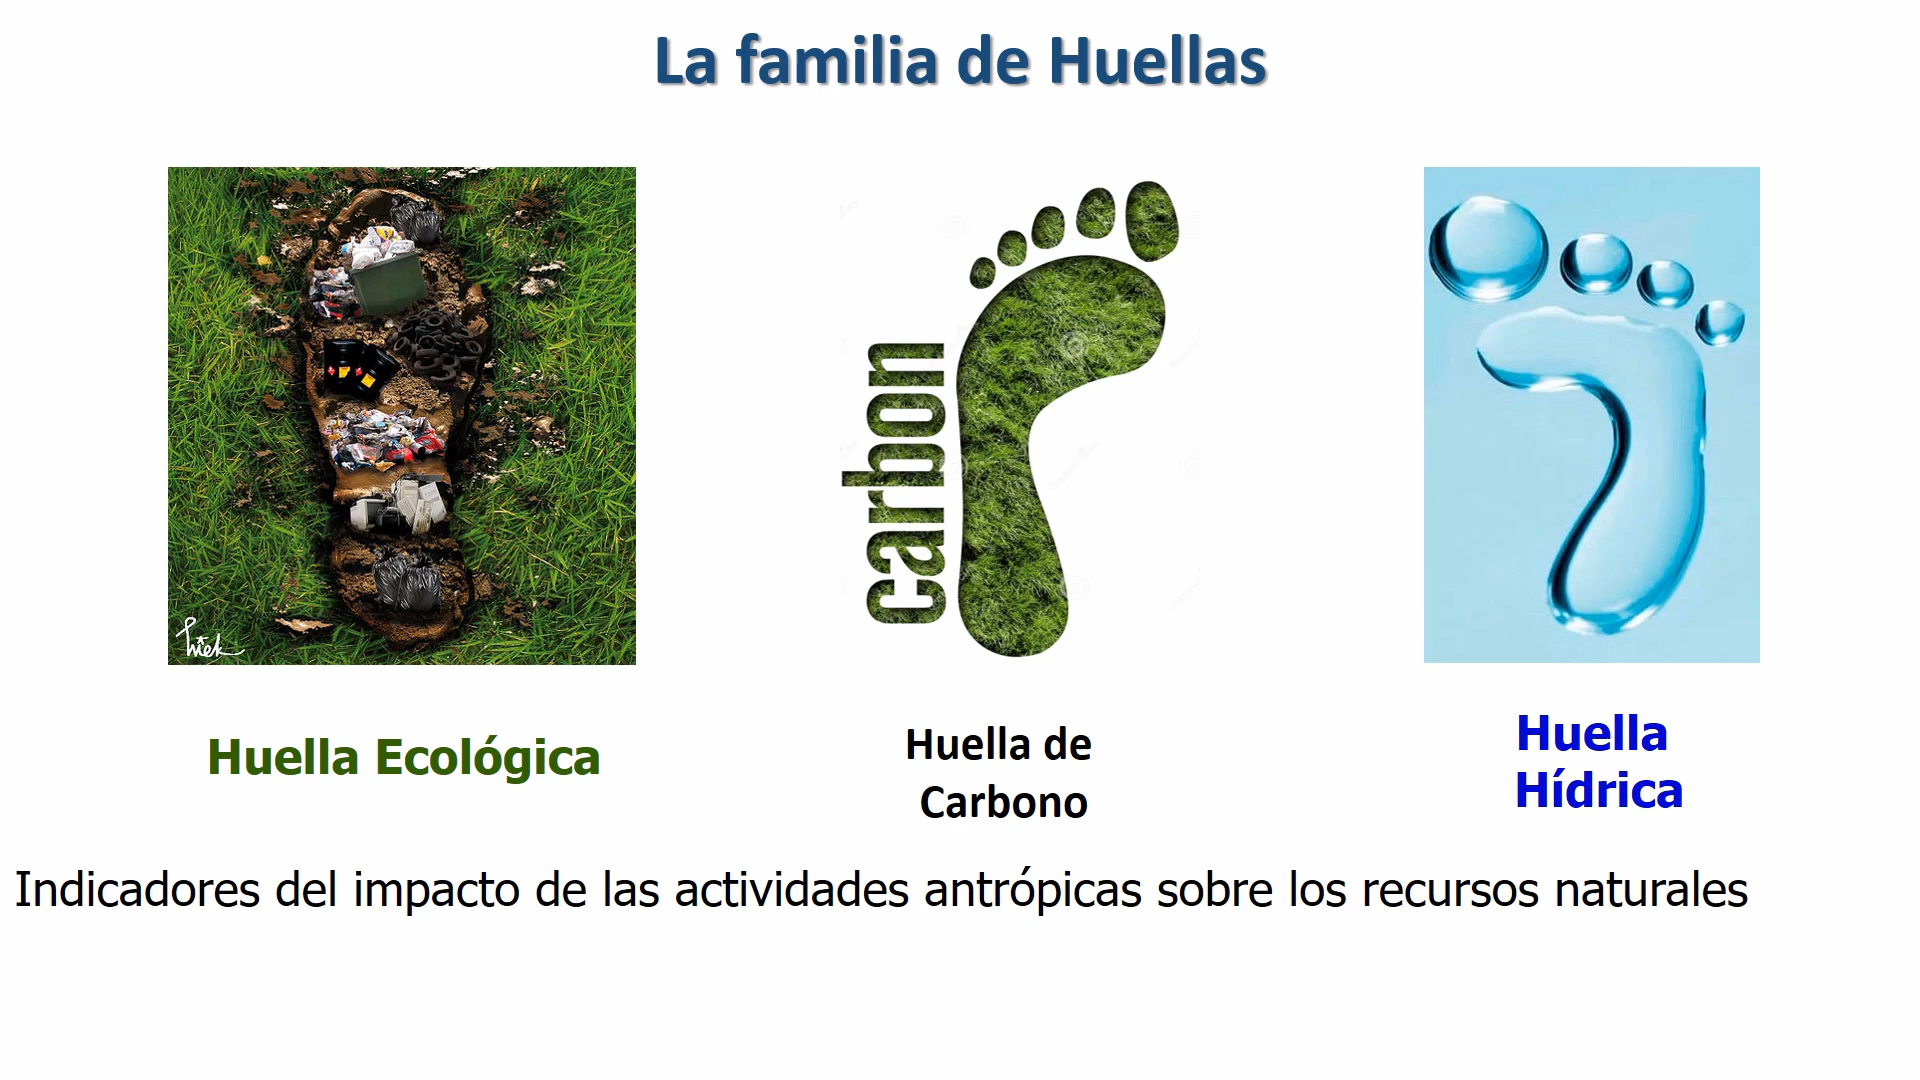 La familia de Huellas
carbon
Huella Ecológica
Huella de
Carbono
Huella
Hídrica
Indicadores del impacto de las actividades antrópicas sobre los recursos naturales